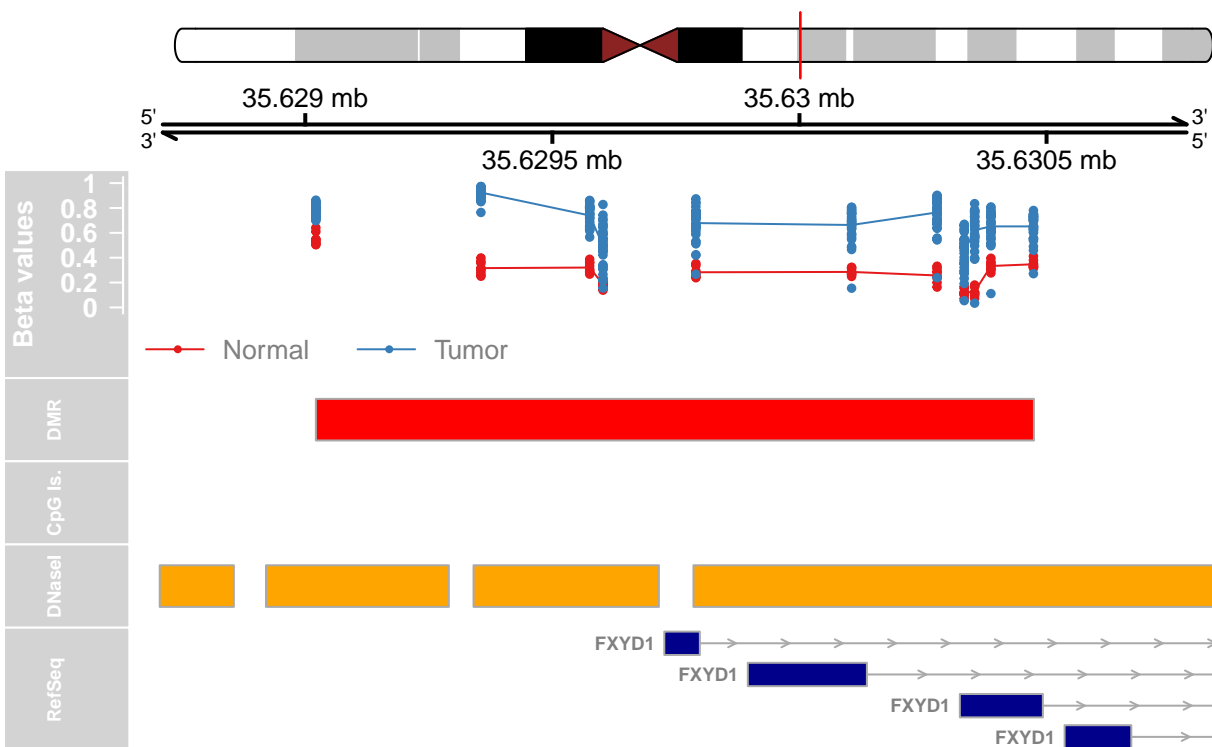 35.629 mb 35.63 mb
5' 3'
3' 5'
35.6295 mb 35.6305 mb
Beta values
1
0.8
0.6
0.4
0.2
0
Normal Tumor
DMR
CpG Is.
DNaseI
RefSeq
FXYD1
FXYD1
FXYD1
FXYD1